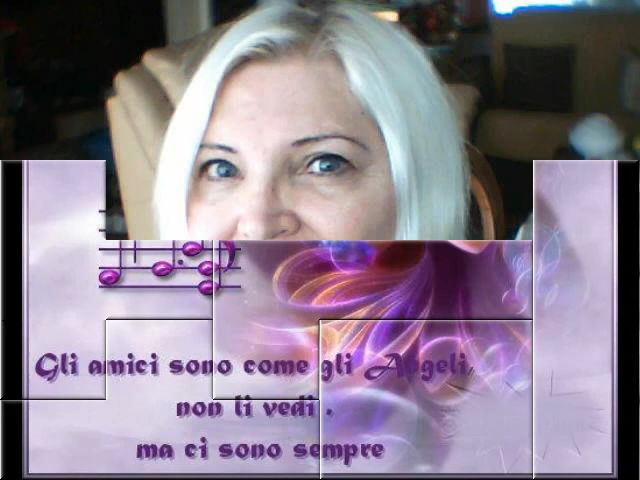 Gli amici sono come gli Angeli,
non li vedi .
ma ci sono sempre